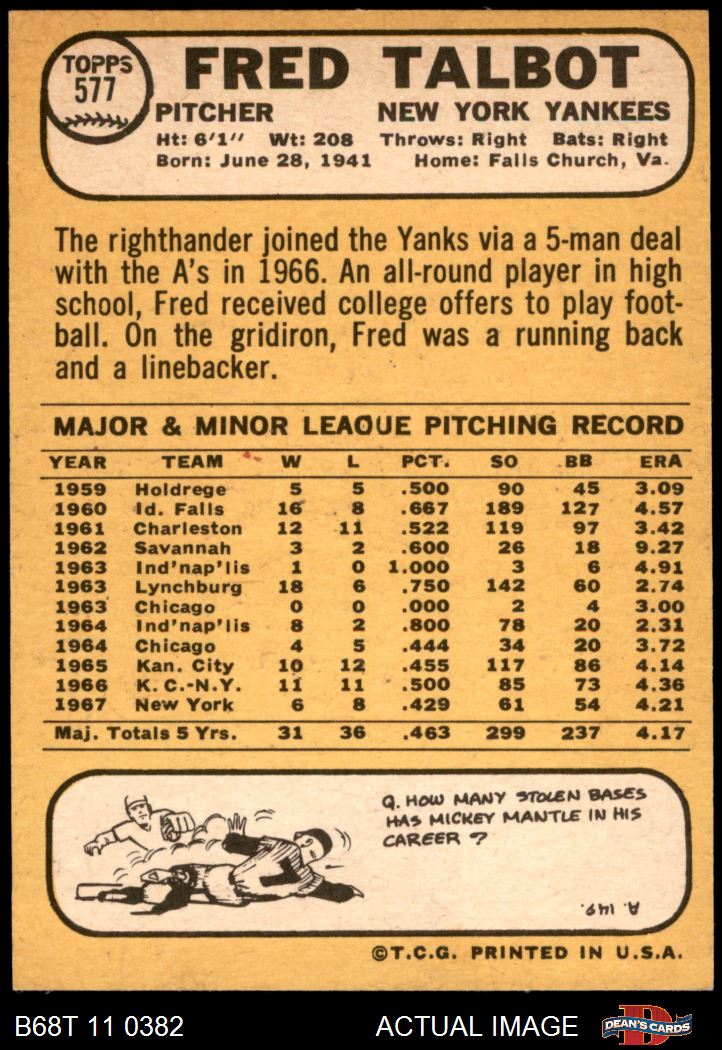 TOPPS
577
FRED TALBOT
PITCHER NEW YORK YANKEES
Ht: 6'1" Wt: 208 Throws: Right Bats: Right
Born: June 28, 1941 Home: Falls Church, Va.
The righthander joined the Yanks via a 5-man deal
with the A's in 1966. An all-round player in high
school, Fred received college offers to play foot-
ball. On the gridiron, Fred was a running back
and a linebacker.
MAJOR & MINOR LEAGUE PITCHING RECORD
YEAR TEAM W L PCT. SO BB ERA
1959 Holdrege 5 5 .500 90 45 3.09
1960 Id. Falls 16 8 .667 189 127 4.57
1961 Charleston 12 11 .522 119 97 3.42
1962 Savannah 3 2 .600 26 18 9.27
1963 Ind'nap'lis 1 0 1.000 3 6 4.91
1963 Lynchburg 18 6 .750 142 60 2.74
1963 Chicago 0 0 .000 2 4 3.00
1964 Ind'nap'lis 8 2 .800 78 20 2.31
1964 Chicago 4 5 .444 34 20 3.72
1965 Kan. City 10 12 .455 117 86 4.14
1966 K. C.-N.Y. 11 11 .500 85 73 4.36
1967 New York 6 8 .429 61 54 4.21
Maj. Totals 5 Yrs. 31 36 .463 299 237 4.17
Q. HOW MANY STOLEN BASES
HAS MICKEY MANTLE IN HIS
CAREER ?
A. 149.
©T.C.G. PRINTED IN U.S.A.
B68T 11 0382 ACTUAL IMAGE D DEAN'S CARDS